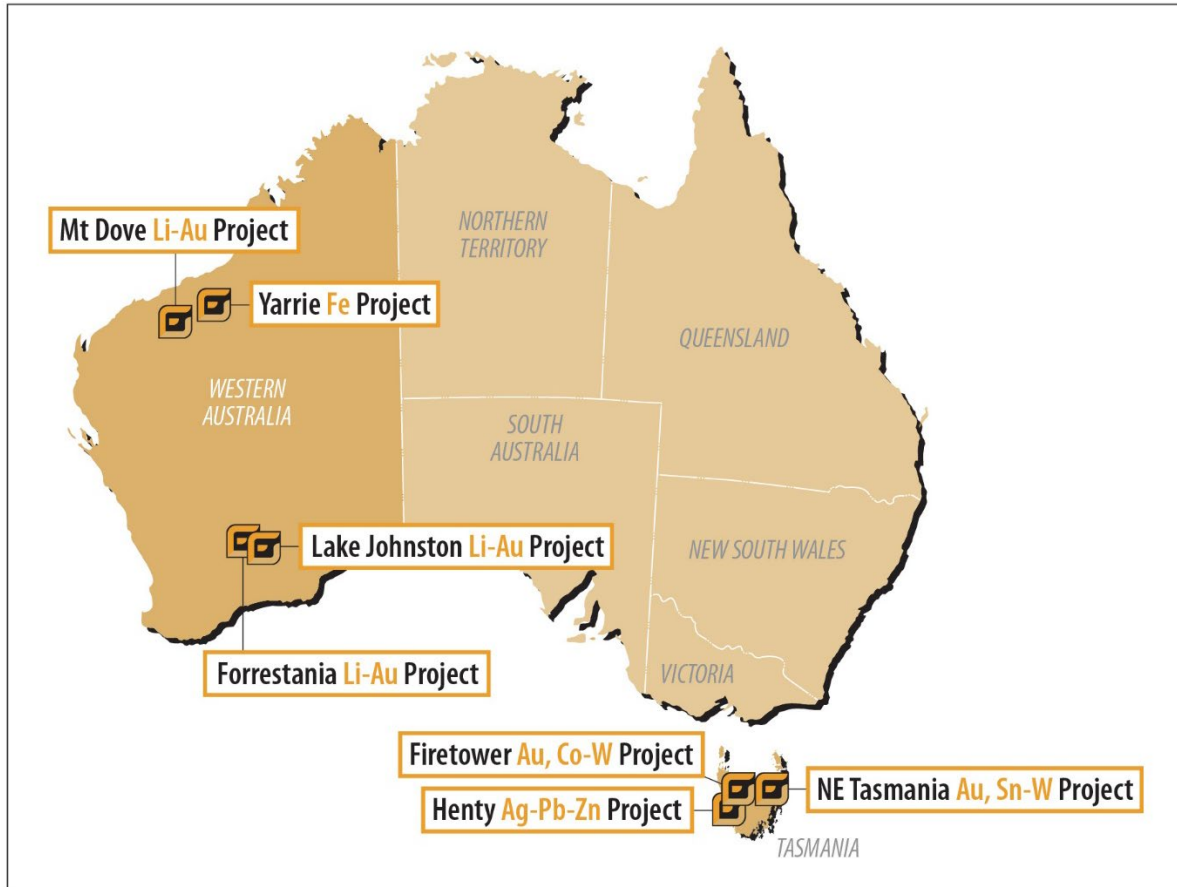 NORTHERN
TERRITORY
Mt Dove Li-Au Project
Yarrie Fe Project
QUEENSLAND
WESTERN
AUSTRALIA
SOUTH
AUSTRALIA
Lake Johnston Li-Au Project
NEW SOUTH WALES
Forrestania Li-Au Project
VICTORIA
Firetower Au, Co-W Project
NE Tasmania Au, Sn-W Project
Henty Ag-Pb-Zn Project
TASMANIA